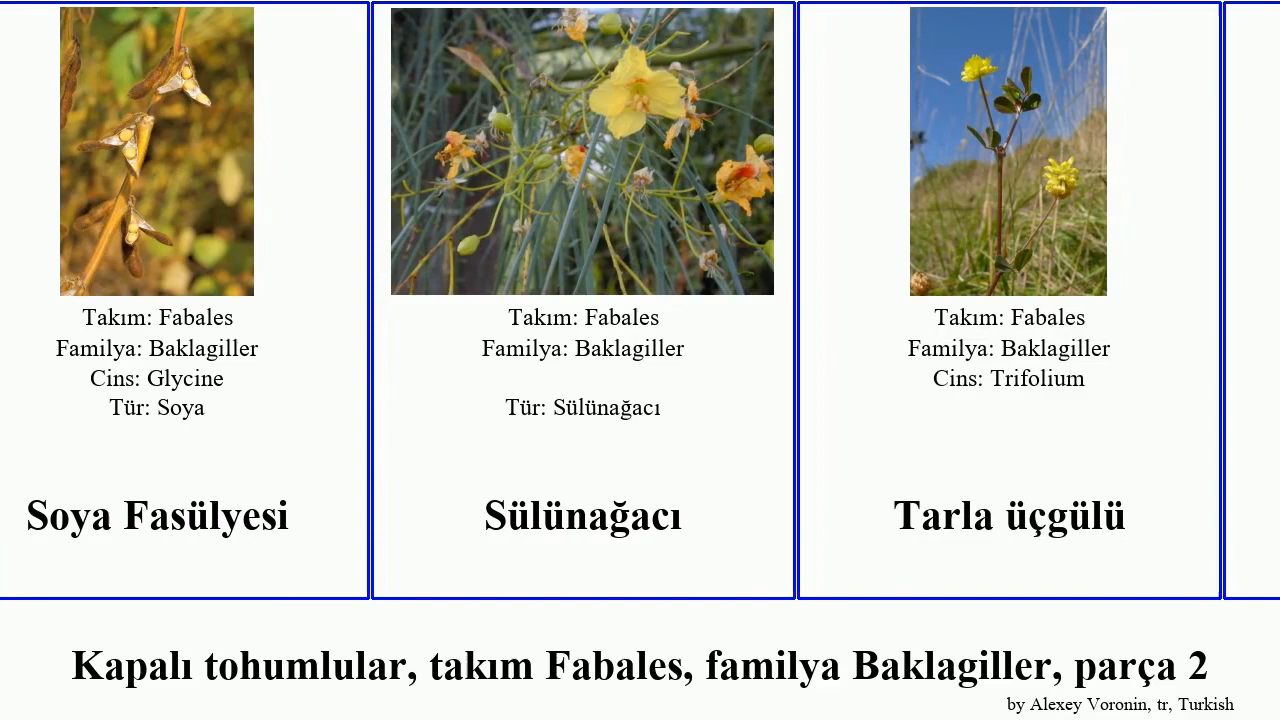 Takım: Fabales
Familya: Baklagiller
Cins: Glycine
Tür: Soya
Soya Fasülyesi
Takım: Fabales
Familya: Baklagiller
Tür: Sülünağacı
Sülünağacı
Takım: Fabales
Familya: Baklagiller
Cins: Trifolium
Tarla üçgülü
Kapalı tohumlular, takım Fabales, familya Baklagiller, parça 2
by Alexey Voronin, tr, Turkish